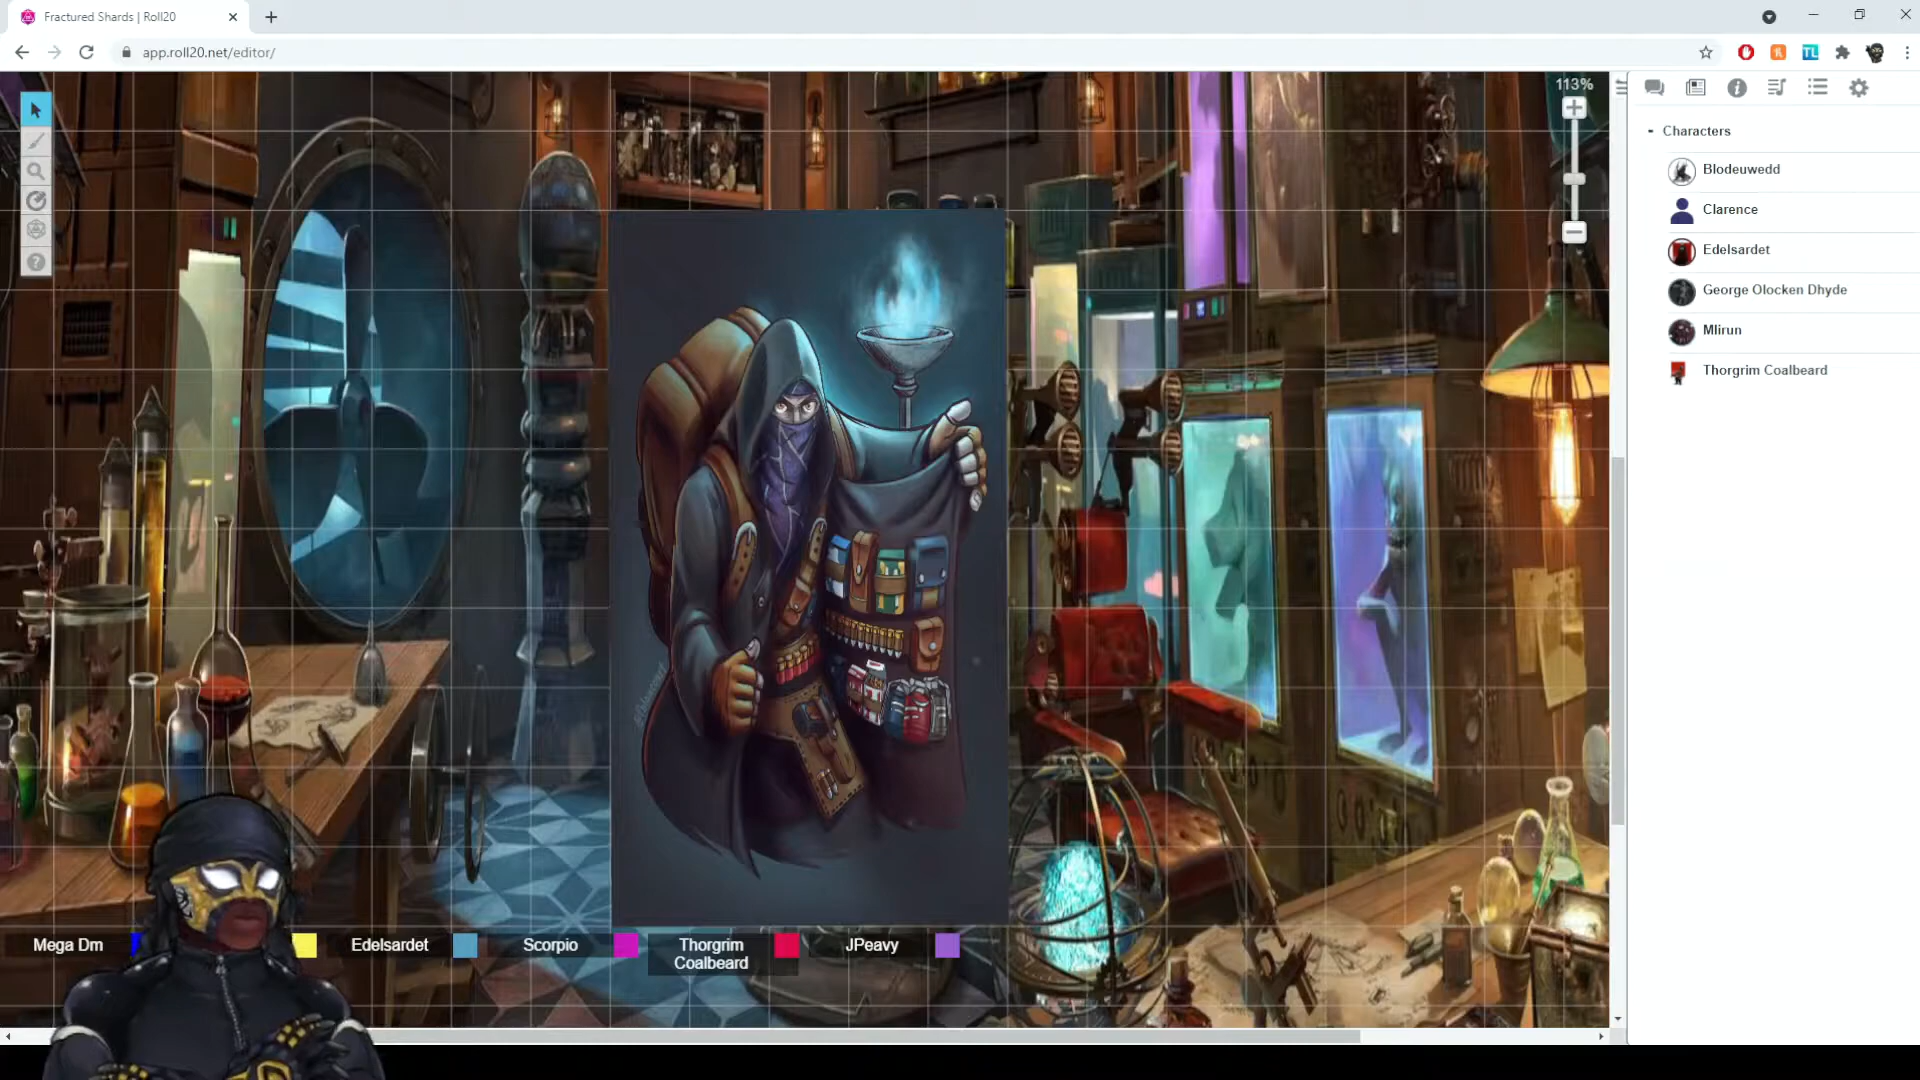 Fractured Shards | Roll20
app.roll20.net/editor/
TL
113%
Characters
Blodeuwedd
Clarence
Edelsardet
George Olocken Dhyde
Mlirun
Thorgrim Coalbeard
Mega Dm
Edelsardet
Scorpio
Thorgrim
Coalbeard
JPeavy